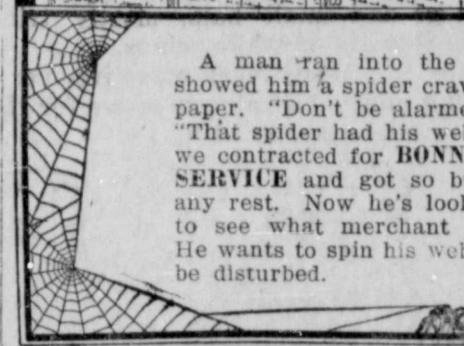 A man ran into the
showed him a spider craw
paper. "Don't be alarme
"That spider had his we
we contracted for BONN
SERVICE and got so b
any rest. Now he's look
to see what merchant
He wants to spin his web
be disturbed.